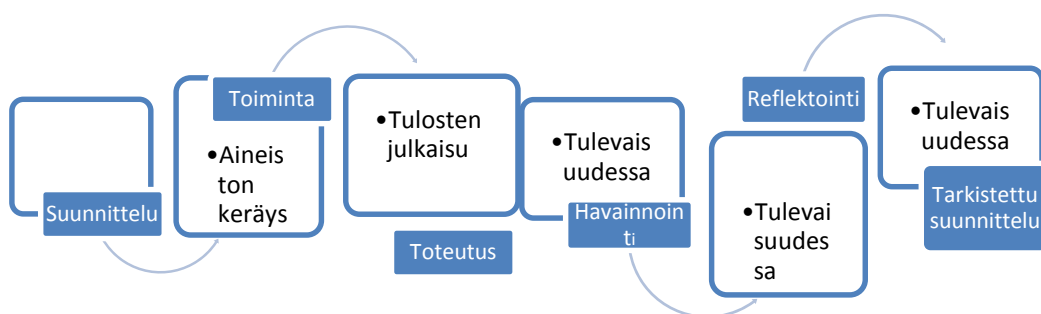 Suunnittelu
Toiminta
•Aineis
ton
keräys
•Tulosten
julkaisu
Toteutus
•Tulevais
uudessa
Havainnoin
ti
Reflektointi
•Tulevai
suudes
sa
•Tulevais
uudessa
Tarkistettu
suunnittelu